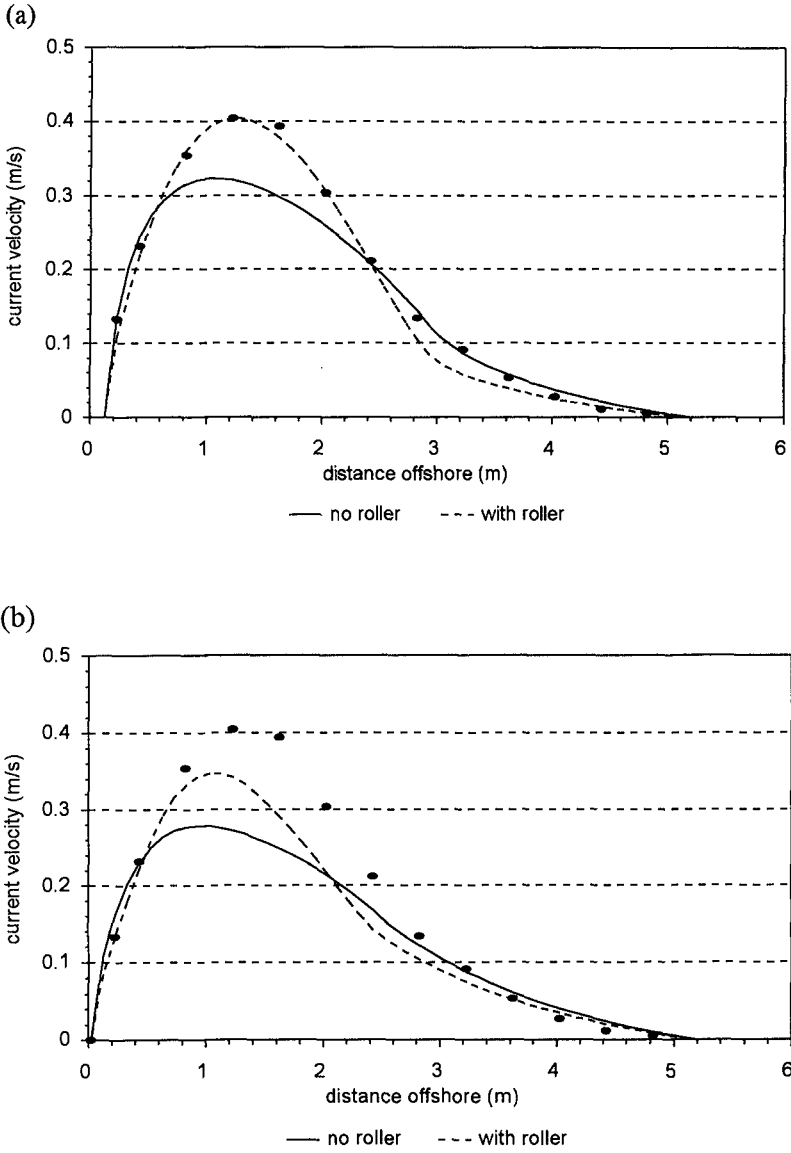 (a)
0.5
0.4
0.3
0.2
0.1
0
current velocity (m/s)
0 1 2 3 4 5 6
distance offshore (m)
no roller with roller
(b)
0.5
0.4
0.3
0.2
0.1
0
current velocity (m/s)
0 1 2 3 4 5 6
distance offshore (m)
no roller with roller